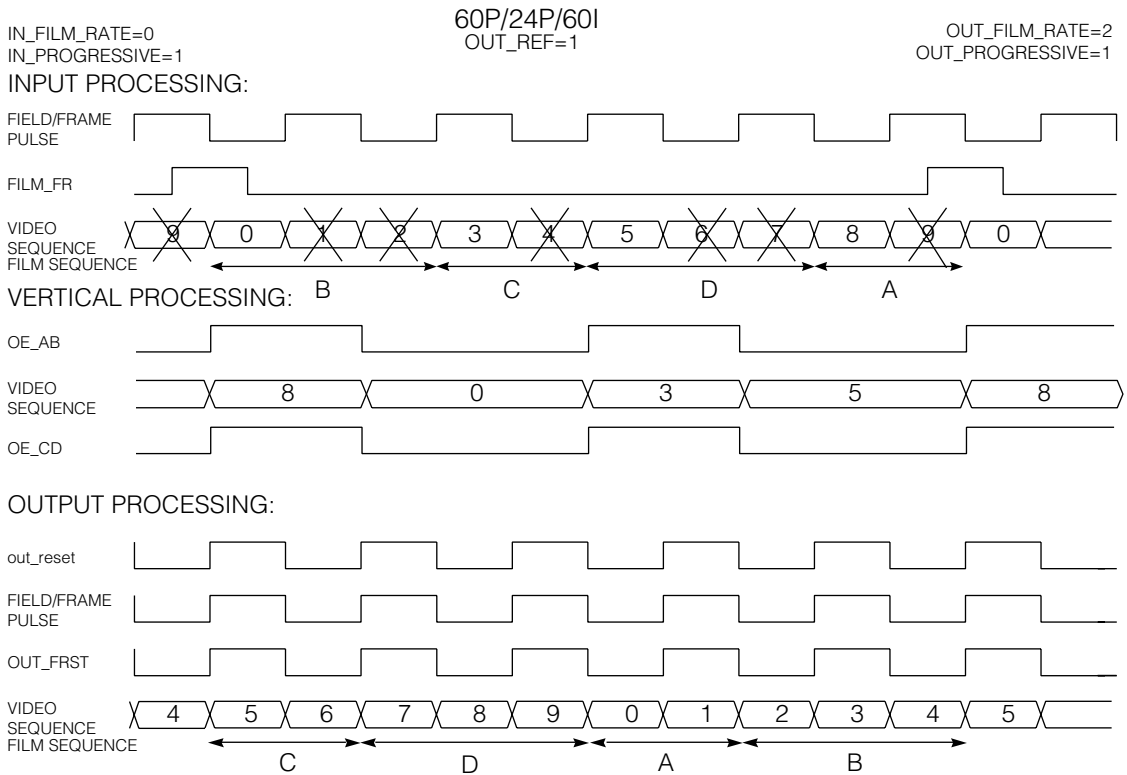 60P/24P/60I
OUT_REF=1
IN_FILM_RATE=0
IN_PROGRESSIVE=1
OUT_FILM_RATE=2
OUT_PROGRESSIVE=1
INPUT PROCESSING:
FIELD/FRAME
PULSE
FILM_FR
VIDEO
SEQUENCE
9 0 1 2 3 4 5 6 7 8 9 0
FILM SEQUENCE
B C D A
VERTICAL PROCESSING:
OE_AB
VIDEO
SEQUENCE
8 0 3 5 8
OE_CD
OUTPUT PROCESSING:
out_reset
FIELD/FRAME
PULSE
OUT_FRST
VIDEO
SEQUENCE
4 5 6 7 8 9 0 1 2 3 4 5
FILM SEQUENCE
C D A B